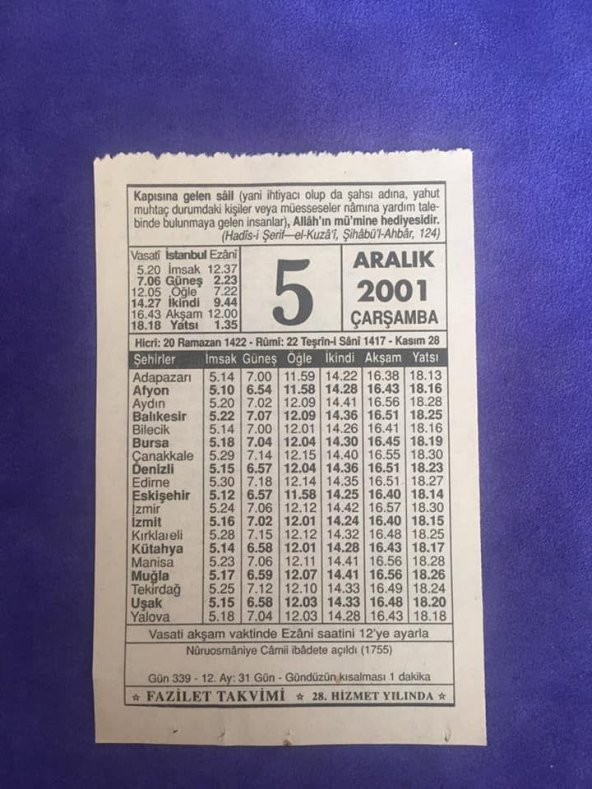 Kapısına gelen sâil (yani ihtiyacı olup da şahsı adına, yahut
muhtaç durumdaki kişiler veya müesseseler nâmına yardım tale-
binde bulunmaya gelen insanlar), Allâh'ın mü'mine hediyesidir.
(Hadîs-i Şerîf—el-Kuzâ'î, Şihâbü'l-Ahbâr, 124)
Vasatî İstanbul Ezânî
5.20 İmsak 12.37
7.06 Güneş 2.23
12.05 Öğle 7.22
14.27 İkindi 9.44
16.43 Akşam 12.00
18.18 Yatsı 1.35
5
ARALIK
2001
ÇARŞAMBA
Hicrî: 20 Ramazan 1422 - Rûmî: 22 Teşrîn-i Sânî 1417 - Kasım 28
Şehirler İmsak Güneş Öğle İkindi Akşam Yatsı
Adapazarı 5.14 7.00 11.59 14.22 16.38 18.13
Afyon 5.10 6.54 11.58 14.28 16.43 18.16
Aydın 5.20 7.02 12.09 14.41 16.56 18.28
Balıkesir 5.22 7.07 12.09 14.36 16.51 18.25
Bilecik 5.14 7.00 12.01 14.26 16.41 18.16
Bursa 5.18 7.04 12.04 14.30 16.45 18.19
Çanakkale 5.29 7.14 12.15 14.40 16.55 18.30
Denizli 5.15 6.57 12.04 14.36 16.51 18.23
Edirne 5.30 7.18 12.14 14.35 16.51 18.27
Eskişehir 5.12 6.57 11.58 14.25 16.40 18.14
İzmir 5.24 7.06 12.12 14.42 16.57 18.30
İzmit 5.16 7.02 12.01 14.24 16.40 18.15
Kırklareli 5.28 7.15 12.12 14.32 16.48 18.25
Kütahya 5.14 6.58 12.01 14.28 16.43 18.17
Manisa 5.23 7.06 12.11 14.41 16.56 18.28
Muğla 5.17 6.59 12.07 14.41 16.56 18.26
Tekirdağ 5.25 7.12 12.10 14.33 16.49 18.24
Uşak 5.15 6.58 12.03 14.33 16.48 18.20
Yalova 5.18 7.04 12.03 14.28 16.43 18.18
Vasati akşam vaktinde Ezâni saatini 12'ye ayarla
Nûruosmâniye Câmii ibâdete açıldı (1755)
Gün 339 - 12. Ay: 31 Gün - Gündüzün kısalması 1 dakika
☆ FAZİLET TAKVİMİ ☆ 28. HİZMET YILINDA ☆